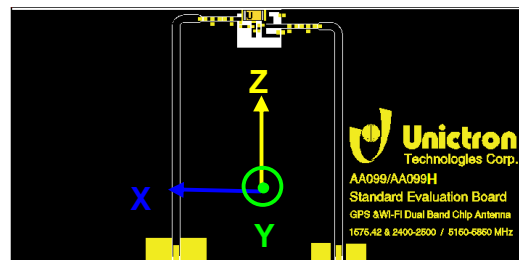 Z
X
Y
Unictron
Technologies Corp.
AA099/AA099H
Standard Evaluation Board
GPS &WI-FI Dual Band Chip Antenna
1575.42 & 2400-2500 / 5150-5850 MHz